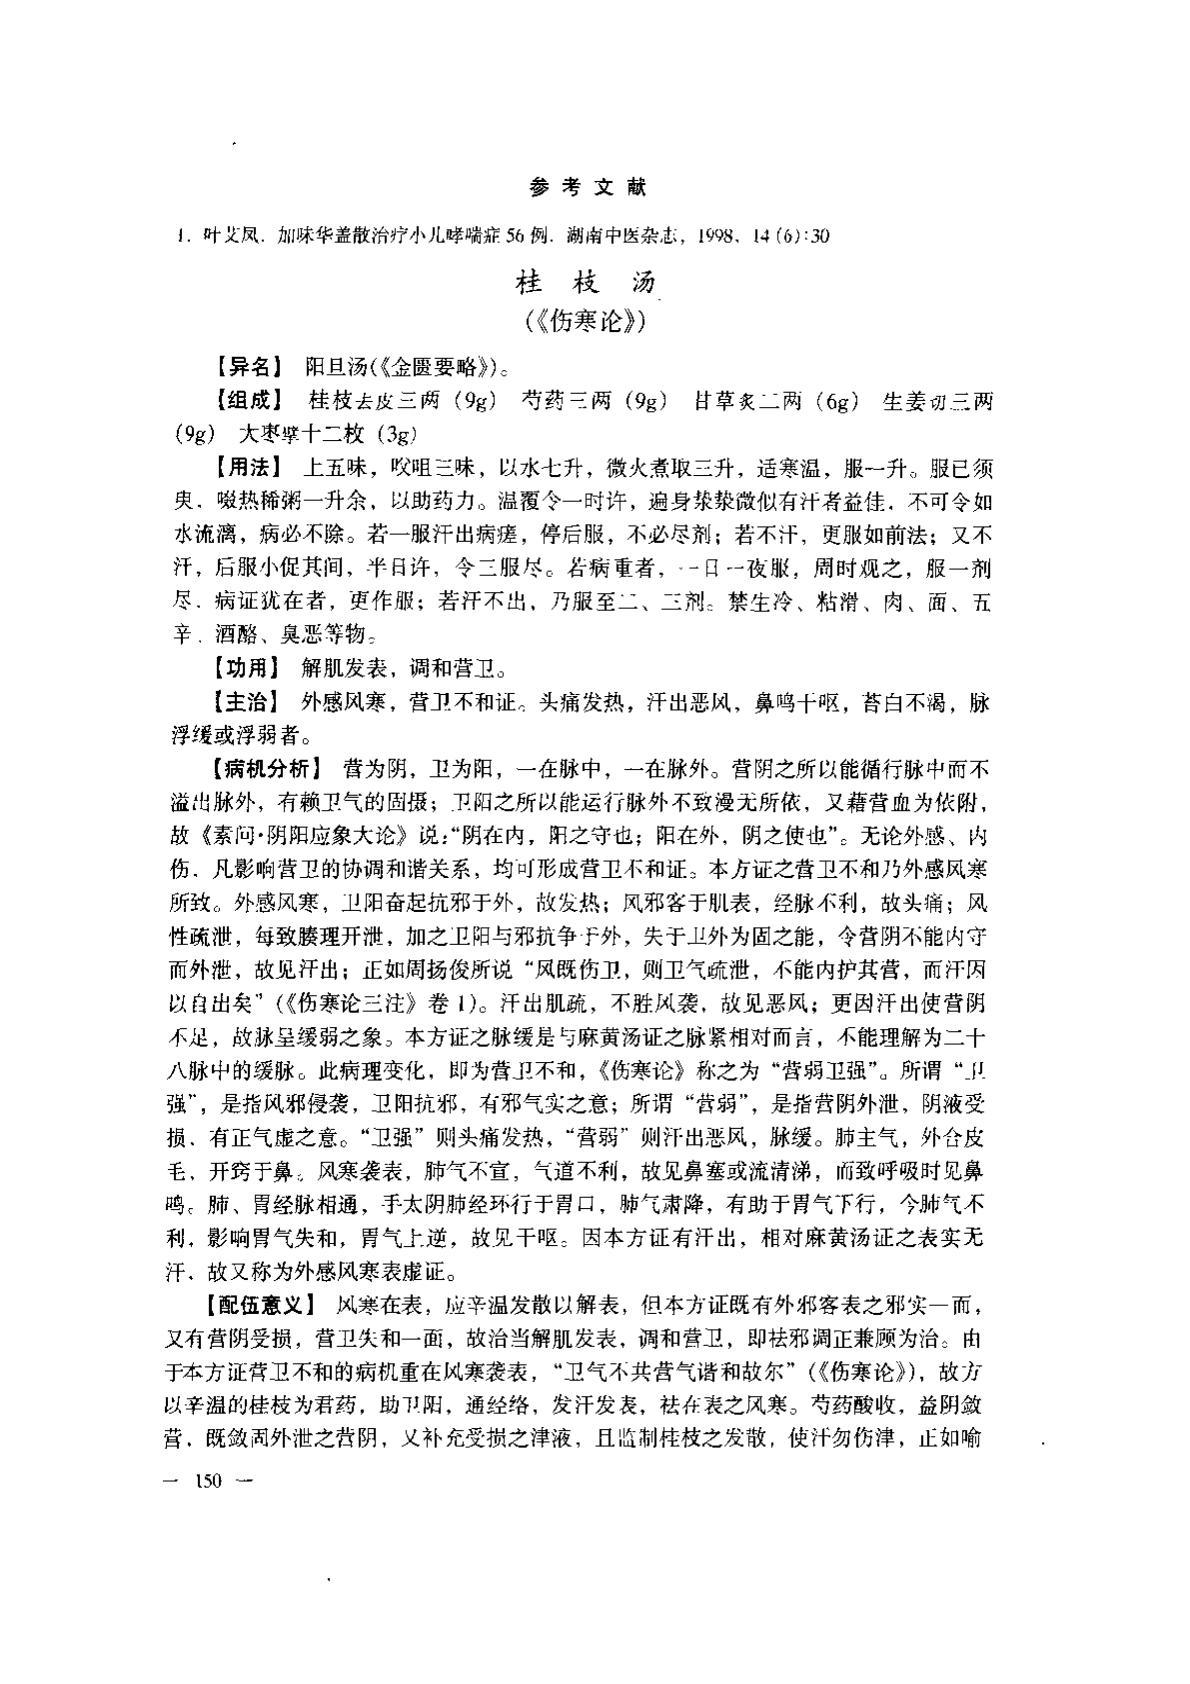 参考文献
1. 叶艾凤. 加味华盖散治疗小儿哮喘症56例. 湖南中医杂志, 1998, 14(6):30
桂枝汤
(《伤寒论》)
【异名】 阳旦汤(《金匮要略》)。
【组成】 桂枝去皮三两（9g） 芍药三两（9g） 甘草炙二两（6g） 生姜切三两
（9g） 大枣擘十二枚（3g）
【用法】 上五味，㕮咀三味，以水七升，微火煮取三升，适寒温，服一升。服已须
臾，啜热稀粥一升余，以助药力。温覆令一时许，遍身漐漐微似有汗者益佳，不可令如
水流漓，病必不除。若一服汗出病瘥，停后服，不必尽剂；若不汗，更服如前法；又不
汗，后服小促其间，半日许，令三服尽。若病重者，一日一夜服，周时观之，服一剂
尽，病证犹在者，更作服；若汗不出，乃服至二、三剂。禁生冷、粘滑、肉、面、五
辛、酒酪、臭恶等物。
【功用】 解肌发表，调和营卫。
【主治】 外感风寒，营卫不和证。头痛发热，汗出恶风，鼻鸣干呕，苔白不渴，脉
浮缓或浮弱者。
【病机分析】 营为阴，卫为阳，一在脉中，一在脉外。营阴之所以能循行脉中而不
溢出脉外，有赖卫气的固摄；卫阳之所以能运行脉外不致漫无所依，又藉营血为依附，
故《素问·阴阳应象大论》说：“阴在内，阳之守也；阳在外，阴之使也”。无论外感、内
伤，凡影响营卫的协调和谐关系，均可形成营卫不和证。本方证之营卫不和乃外感风寒
所致。外感风寒，卫阳奋起抗邪于外，故发热；风邪客于肌表，经脉不利，故头痛；风
性疏泄，每致腠理开泄，加之卫阳与邪抗争于外，失于卫外为固之能，令营阴不能内守
而外泄，故见汗出；正如周扬俊所说“风既伤卫，则卫气疏泄，不能内护其营，而汗因
以自出矣”（《伤寒论三注》卷1）。汗出肌疏，不胜风袭，故见恶风；更因汗出使营阴
不足，故脉呈缓弱之象。本方证之脉缓是与麻黄汤证之脉紧相对而言，不能理解为二十
八脉中的缓脉。此病理变化，即为营卫不和，《伤寒论》称之为“营弱卫强”。所谓“卫
强”，是指风邪侵袭，卫阳抗邪，有邪气实之意；所谓“营弱”，是指营阴外泄，阴液受
损，有正气虚之意。“卫强”则头痛发热，“营弱”则汗出恶风，脉缓。肺主气，外合皮
毛，开窍于鼻。风寒袭表，肺气不宣，气道不利，故见鼻塞或流清涕，而致呼吸时见鼻
鸣。肺、胃经脉相通，手太阴肺经环行于胃口，肺气肃降，有助于胃气下行，今肺气不
利，影响胃气失和，胃气上逆，故见干呕。因本方证有汗出，相对麻黄汤证之表实无
汗，故又称为外感风寒表虚证。
【配伍意义】 风寒在表，应辛温发散以解表，但本方证既有外邪客表之邪实一面，
又有营阴受损，营卫失和一面，故治当解肌发表，调和营卫，即祛邪调正兼顾为治。由
于本方证营卫不和的病机重在风寒袭表，“卫气不共营气谐和故尔”（《伤寒论》），故方
以辛温的桂枝为君药，助卫阳，通经络，发汗发表，祛在表之风寒。芍药酸收，益阴敛
营，既敛固外泄之营阴，又补充受损之津液，且监制桂枝之发散，使汗勿伤津，正如喻
— 150 —